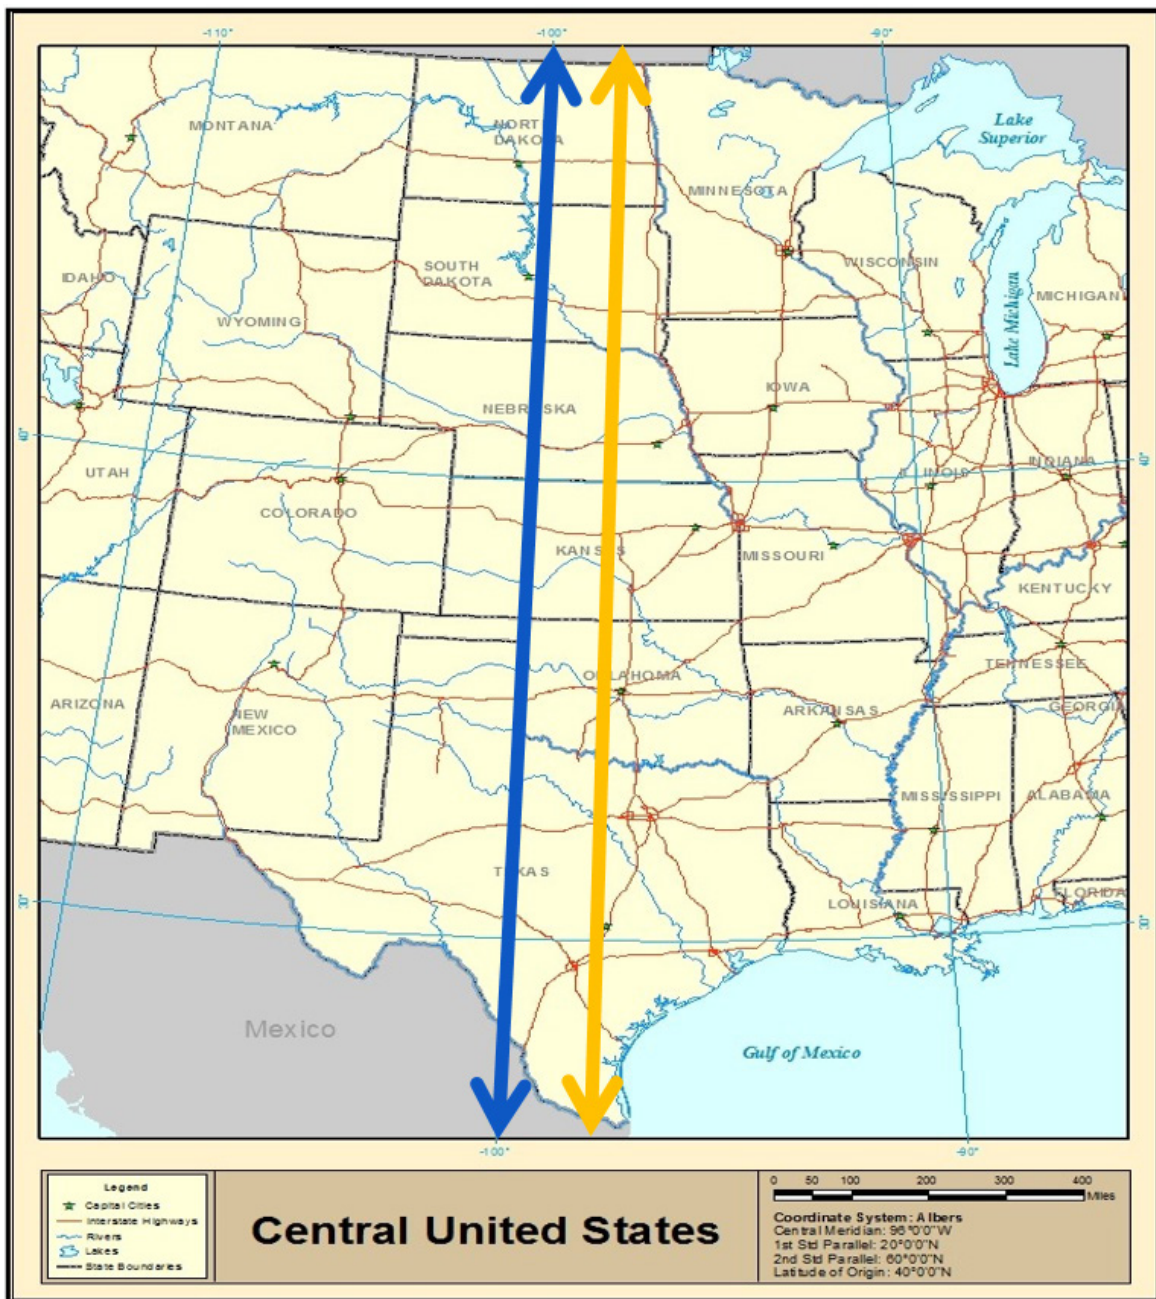 -110°
-100°
-90°
MONTANA
NORTH
DAKOTA
Lake
Superior
MINNESOTA
SOUTH
DAKOTA
WISCONSIN
IDAHO
MICHIGAN
WYOMING
Lake Michigan
IOWA
NEBRASKA
40°
40°
UTAH
ILLINOIS
INDIANA
COLORADO
KANSAS
MISSOURI
KENTUCKY
TENNESSEE
OKLAHOMA
ARIZONA
NEW
MEXICO
ARKANSAS
GEORGIA
MISSISSIPPI
ALABAMA
TEXAS
LOUISIANA
FLORIDA
30°
30°
Mexico
Gulf of Mexico
-100°
-90°
Legend
Capital Cities
Interstate Highways
Rivers
Lakes
State Boundaries
Central United States
0 50 100 200 300 400
Miles
Coordinate System: Albers
Central Meridian: 96°0'0"W
1st Std Parallel: 20°0'0"N
2nd Std Parallel: 60°0'0"N
Latitude of Origin: 40°0'0"N